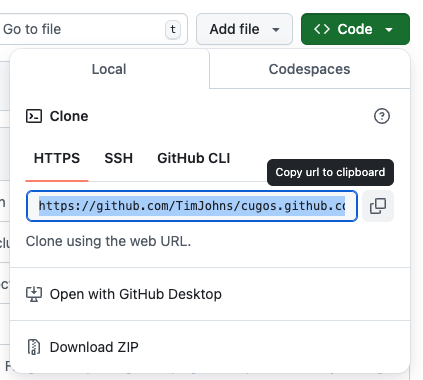 Go to file
t
Add file
Code
Local
Codespaces
Clone
HTTPS
SSH
GitHub CLI
Copy url to clipboard
https://github.com/TimJohns/cugos.github.co
Clone using the web URL.
Open with GitHub Desktop
Download ZIP